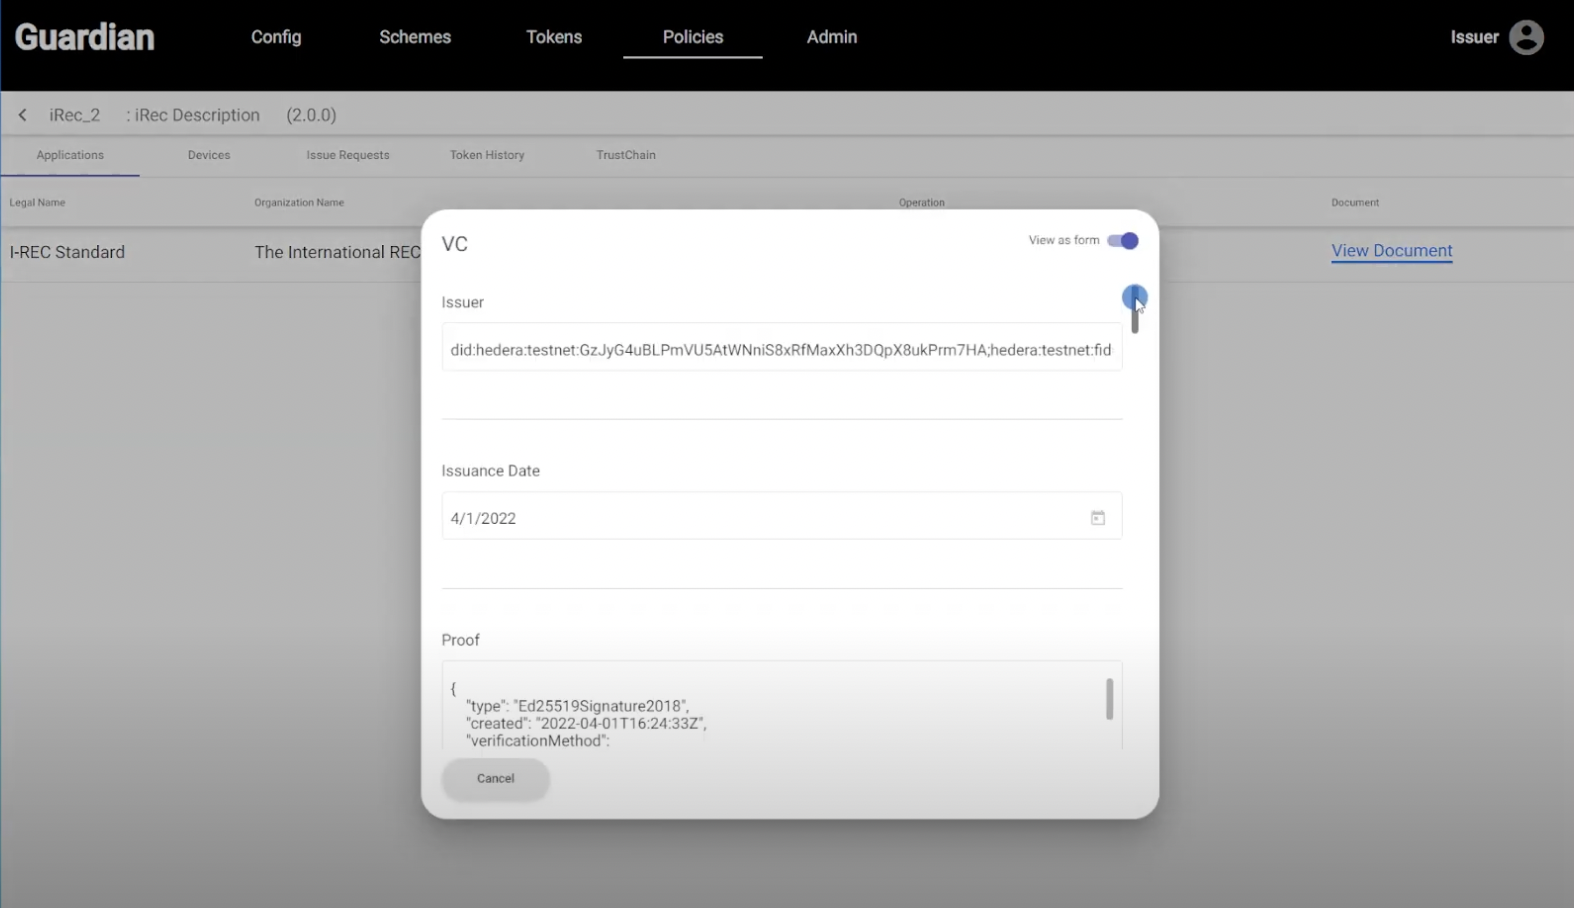 Guardian Config Schemes Tokens Policies Admin Issuer
iRec_2 : iRec Description (2.0.0)
Applications Devices Issue Requests Token History TrustChain
Legal Name Organization Name Operation Document
I-REC Standard The International REC View Document
VC View as form
Issuer
did:hedera:testnet:GzJyG4uBLPmVU5AtWNniS8xRfMaxXh3DQpX8ukPrm7HA;hedera:testnet:fid
Issuance Date
4/1/2022
Proof
{
"type": "Ed25519Signature2018",
"created": "2022-04-01T16:24:33Z",
"verificationMethod":
Cancel